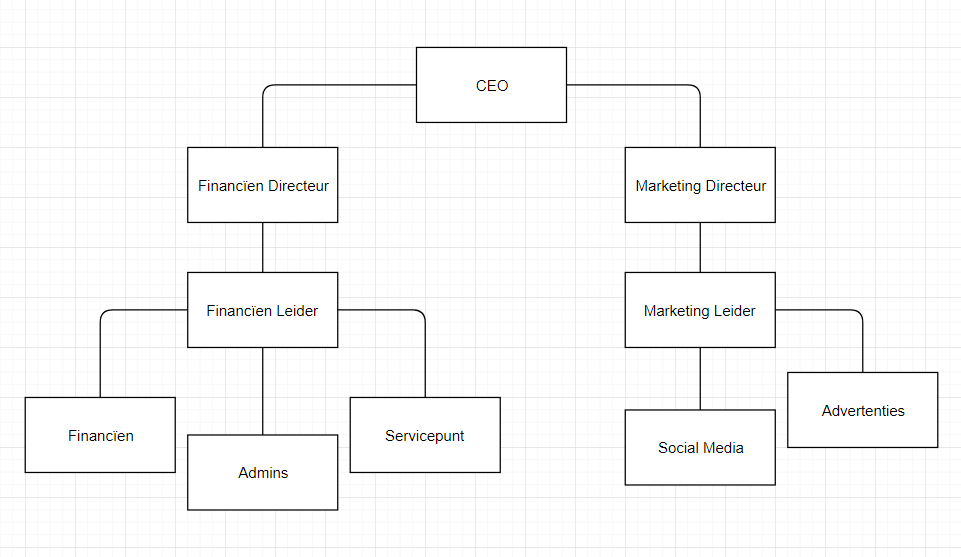 CEO
Financïen Directeur
Marketing Directeur
Financïen Leider
Marketing Leider
Financïen
Admins
Servicepunt
Social Media
Advertenties